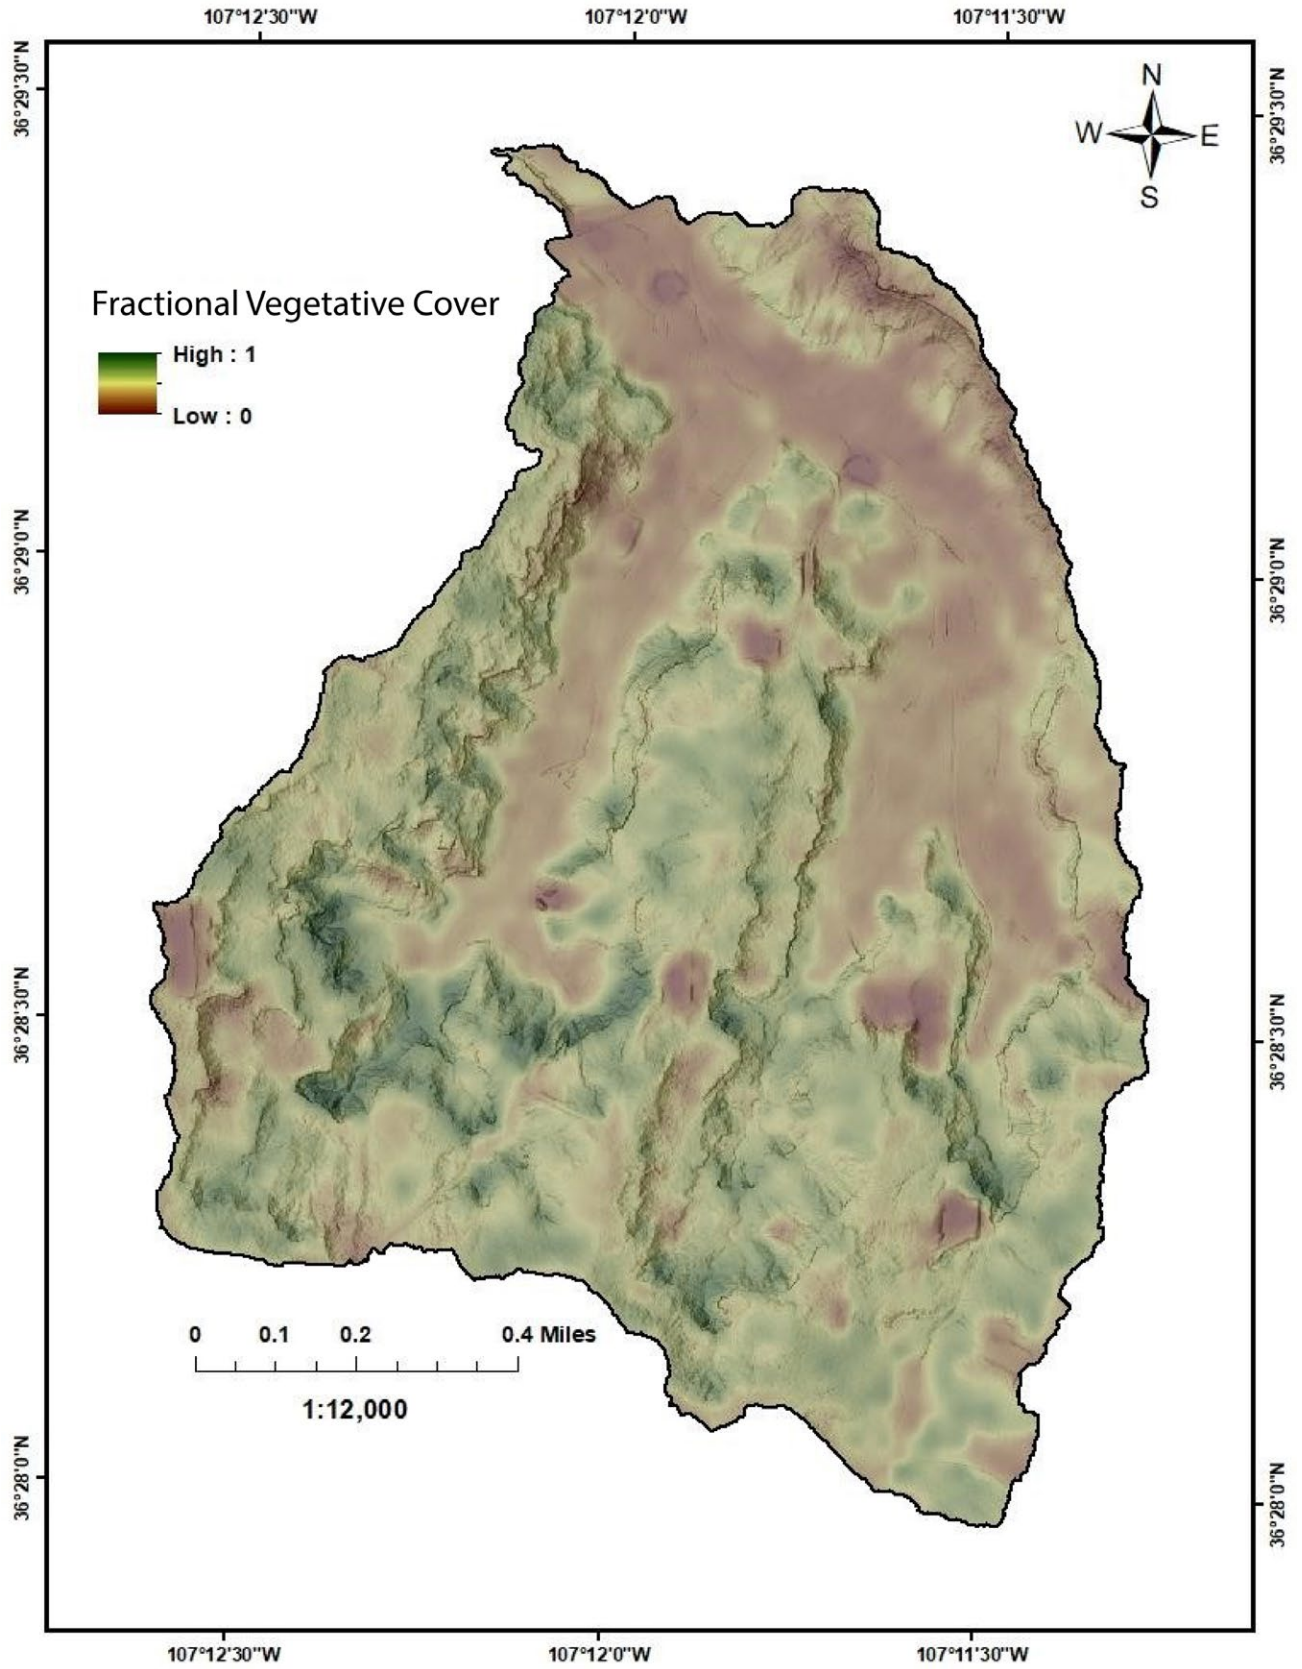 107°12'30"W 107°12'0"W 107°11'30"W
36°29'30"N
36°29'30"N
N
W E
S
Fractional Vegetative Cover
High : 1
Low : 0
36°29'0"N
36°29'0"N
36°28'30"N
36°28'30"N
0 0.1 0.2 0.4 Miles
1:12,000
36°28'0"N
36°28'0"N
107°12'30"W 107°12'0"W 107°11'30"W